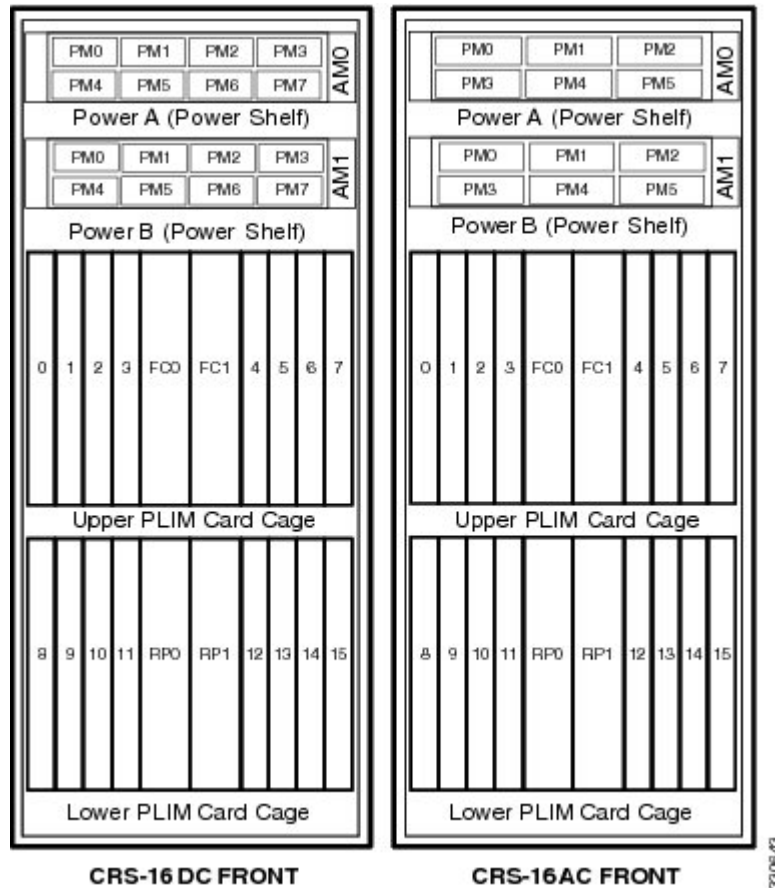 PM0 PM1 PM2 PM3
PM4 PM5 PM6 PM7
AM0
Power A (Power Shelf)
PM0 PM1 PM2 PM3
PM4 PM5 PM6 PM7
AM1
Power B (Power Shelf)
0 1 2 3 FC0 FC1 4 5 6 7
Upper PLIM Card Cage
8 9 10 11 RP0 RP1 12 13 14 15
Lower PLIM Card Cage
CRS-16 DC FRONT
PM0 PM1 PM2
PM3 PM4 PM5
AM0
Power A (Power Shelf)
PM0 PM1 PM2
PM3 PM4 PM5
AM1
Power B (Power Shelf)
0 1 2 3 FC0 FC1 4 5 6 7
Upper PLIM Card Cage
8 9 10 11 RP0 RP1 12 13 14 15
Lower PLIM Card Cage
CRS-16 AC FRONT